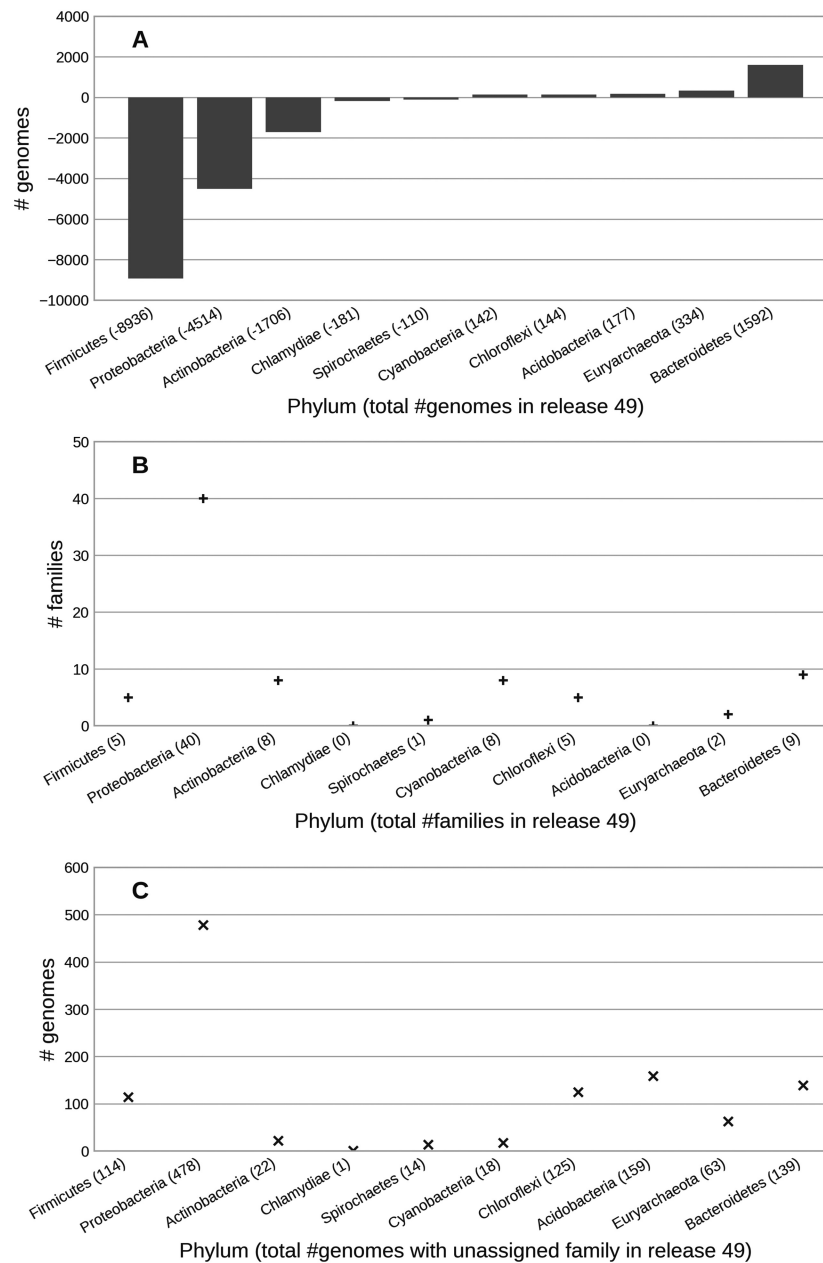 A
4000
2000
0
−2000
−4000
−6000
−8000
−10000
# genomes
Firmicutes (-8936)
Proteobacteria (-4514)
Actinobacteria (-1706)
Chlamydiae (-181)
Spirochaetes (-110)
Cyanobacteria (142)
Chloroflexi (144)
Acidobacteria (177)
Euryarchaeota (334)
Bacteroidetes (1592)
Phylum (total #genomes in release 49)
B
50
40
30
20
10
0
# families
Firmicutes (5)
Proteobacteria (40)
Actinobacteria (8)
Chlamydiae (0)
Spirochaetes (1)
Cyanobacteria (8)
Chloroflexi (5)
Acidobacteria (0)
Euryarchaeota (2)
Bacteroidetes (9)
Phylum (total #families in release 49)
C
600
500
400
300
200
100
0
# genomes
Firmicutes (114)
Proteobacteria (478)
Actinobacteria (22)
Chlamydiae (1)
Spirochaetes (14)
Cyanobacteria (18)
Chloroflexi (125)
Acidobacteria (159)
Euryarchaeota (63)
Bacteroidetes (139)
Phylum (total #genomes with unassigned family in release 49)